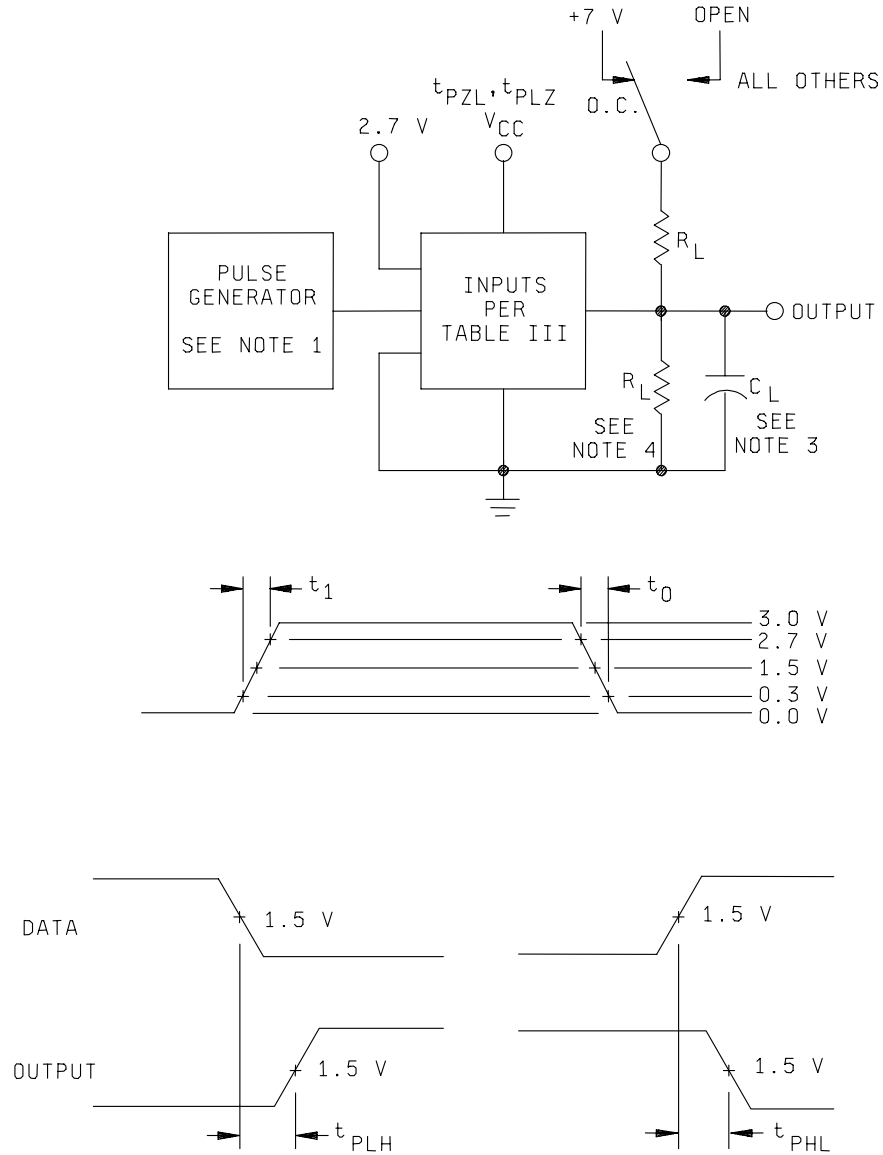 +7 V OPEN
ALL OTHERS
O.C.
tPZL, tPLZ
VCC
2.7 V
RL
PULSE
GENERATOR
SEE NOTE 1
INPUTS
PER
TABLE III
OUTPUT
RL
SEE
NOTE 4
CL
SEE
NOTE 3
t1
t0
3.0 V
2.7 V
1.5 V
0.3 V
0.0 V
DATA
1.5 V
1.5 V
OUTPUT
1.5 V
1.5 V
tPLH
tPHL